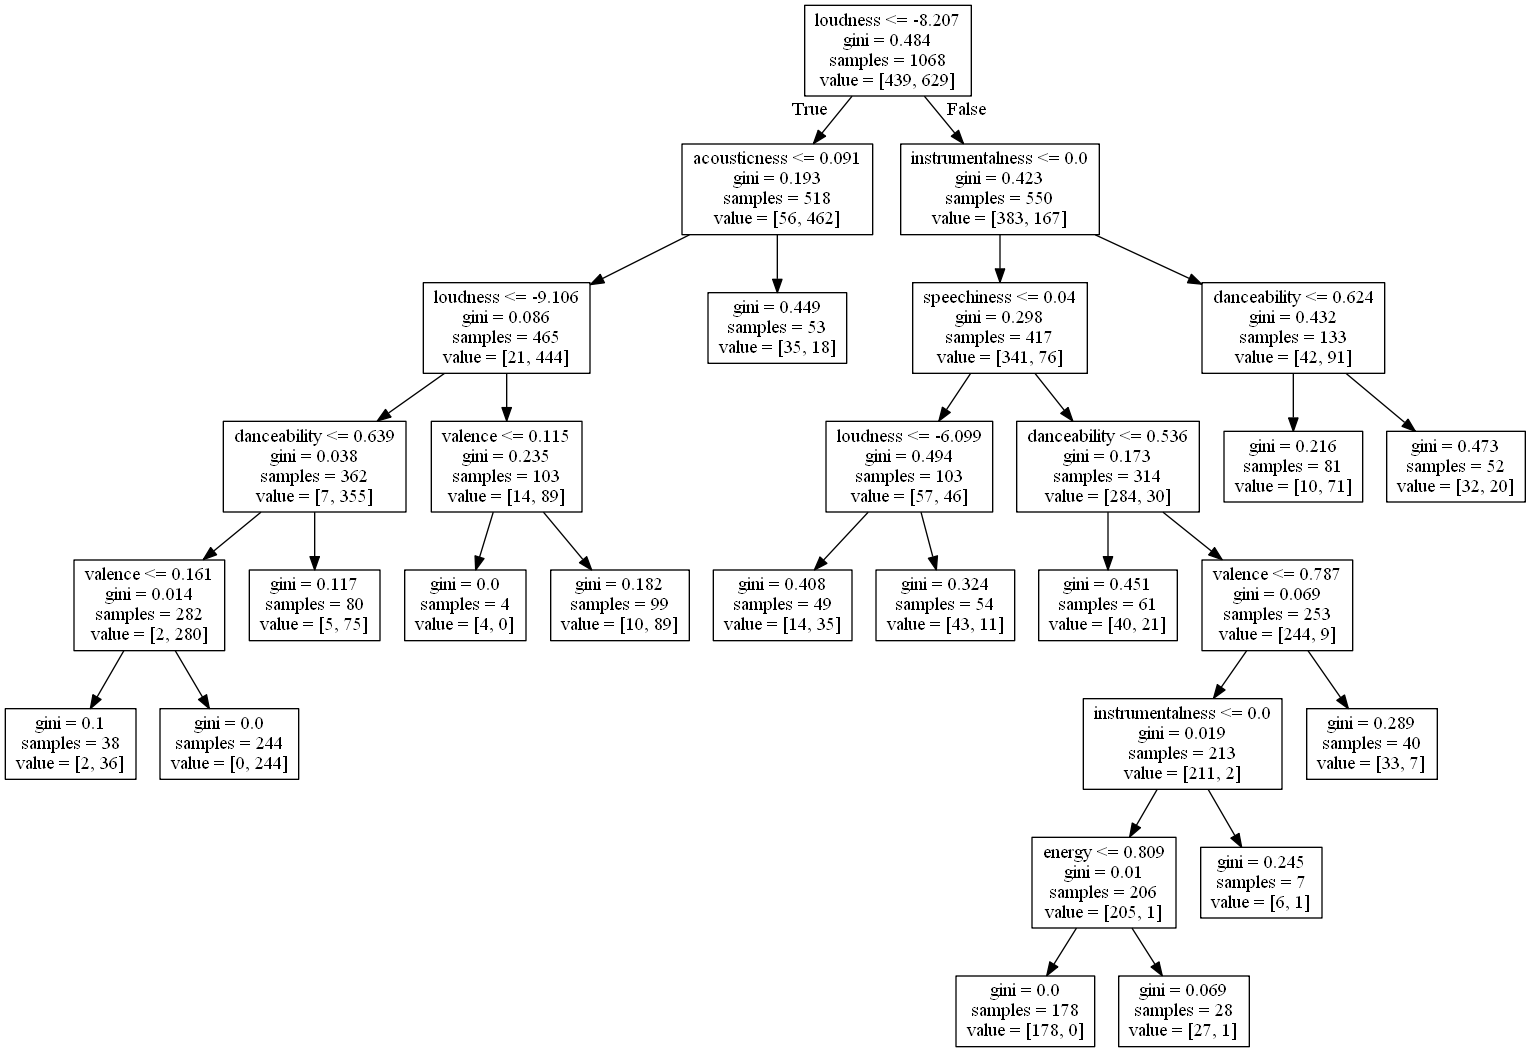 loudness <= -8.207
gini = 0.484
samples = 1068
value = [439, 629]
True
False
acousticness <= 0.091
gini = 0.193
samples = 518
value = [56, 462]
instrumentalness <= 0.0
gini = 0.423
samples = 550
value = [383, 167]
loudness <= -9.106
gini = 0.086
samples = 465
value = [21, 444]
gini = 0.449
samples = 53
value = [35, 18]
speechiness <= 0.04
gini = 0.298
samples = 417
value = [341, 76]
danceability <= 0.624
gini = 0.432
samples = 133
value = [42, 91]
danceability <= 0.639
gini = 0.038
samples = 362
value = [7, 355]
valence <= 0.115
gini = 0.235
samples = 103
value = [14, 89]
loudness <= -6.099
gini = 0.494
samples = 103
value = [57, 46]
danceability <= 0.536
gini = 0.173
samples = 314
value = [284, 30]
gini = 0.216
samples = 81
value = [10, 71]
gini = 0.473
samples = 52
value = [32, 20]
valence <= 0.161
gini = 0.014
samples = 282
value = [2, 280]
gini = 0.117
samples = 80
value = [5, 75]
gini = 0.0
samples = 4
value = [4, 0]
gini = 0.182
samples = 99
value = [10, 89]
gini = 0.408
samples = 49
value = [14, 35]
gini = 0.324
samples = 54
value = [43, 11]
gini = 0.451
samples = 61
value = [40, 21]
valence <= 0.787
gini = 0.069
samples = 253
value = [244, 9]
gini = 0.1
samples = 38
value = [2, 36]
gini = 0.0
samples = 244
value = [0, 244]
instrumentalness <= 0.0
gini = 0.019
samples = 213
value = [211, 2]
gini = 0.289
samples = 40
value = [33, 7]
energy <= 0.809
gini = 0.01
samples = 206
value = [205, 1]
gini = 0.245
samples = 7
value = [6, 1]
gini = 0.0
samples = 178
value = [178, 0]
gini = 0.069
samples = 28
value = [27, 1]